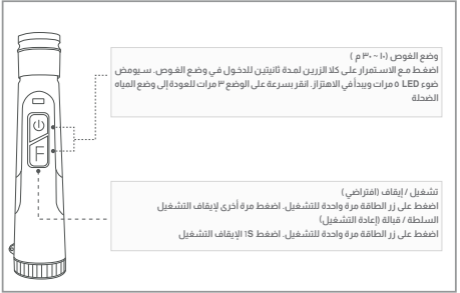 وضع الغوص (١٠ ~ ٣٠ م )
اضغط مع الاستمرار على كلا الزرين لمدة ثانيتين للدخول في وضع الغوص. سيومض
ضوء LED ٥ مرات ويبدأ في الاهتزاز. انقر بسرعة على الوضع ٣ مرات للعودة إلى وضع المياه
الضحلة
F
تشغيل / إيقاف (افتراضي )
اضغط على زر الطاقة مرة واحدة للتشغيل. اضغط مرة أخرى لإيقاف التشغيل
السلطة / قبالة (إعادة التشغيل)
اضغط على زر الطاقة مرة واحدة للتشغيل. اضغط 1S الإيقاف التشغيل